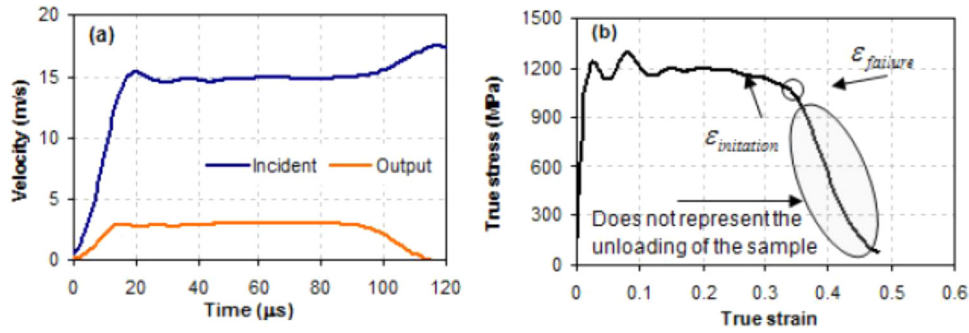 (a)
Velocity (m/s)
20
15
10
5
0
Incident
Output
0 20 40 60 80 100 120
Time (µs)
(b)
True stress (MPa)
1500
1200
900
600
300
0
ε failure
ε initation
Does not represent the
unloading of the sample
0 0.1 0.2 0.3 0.4 0.5 0.6
True strain